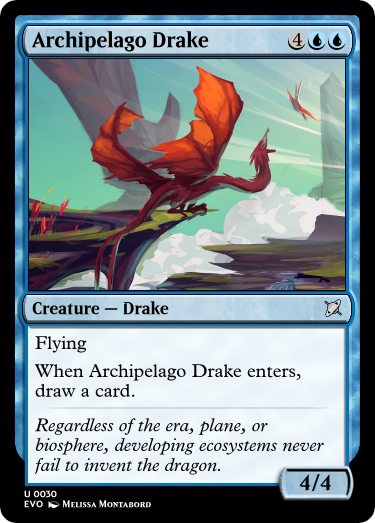 Archipelago Drake 4
Creature — Drake
Flying
When Archipelago Drake enters,
draw a card.
Regardless of the era, plane, or
biosphere, developing ecosystems never
fail to invent the dragon.
4/4
U 0030
EVO Melissa Montabord